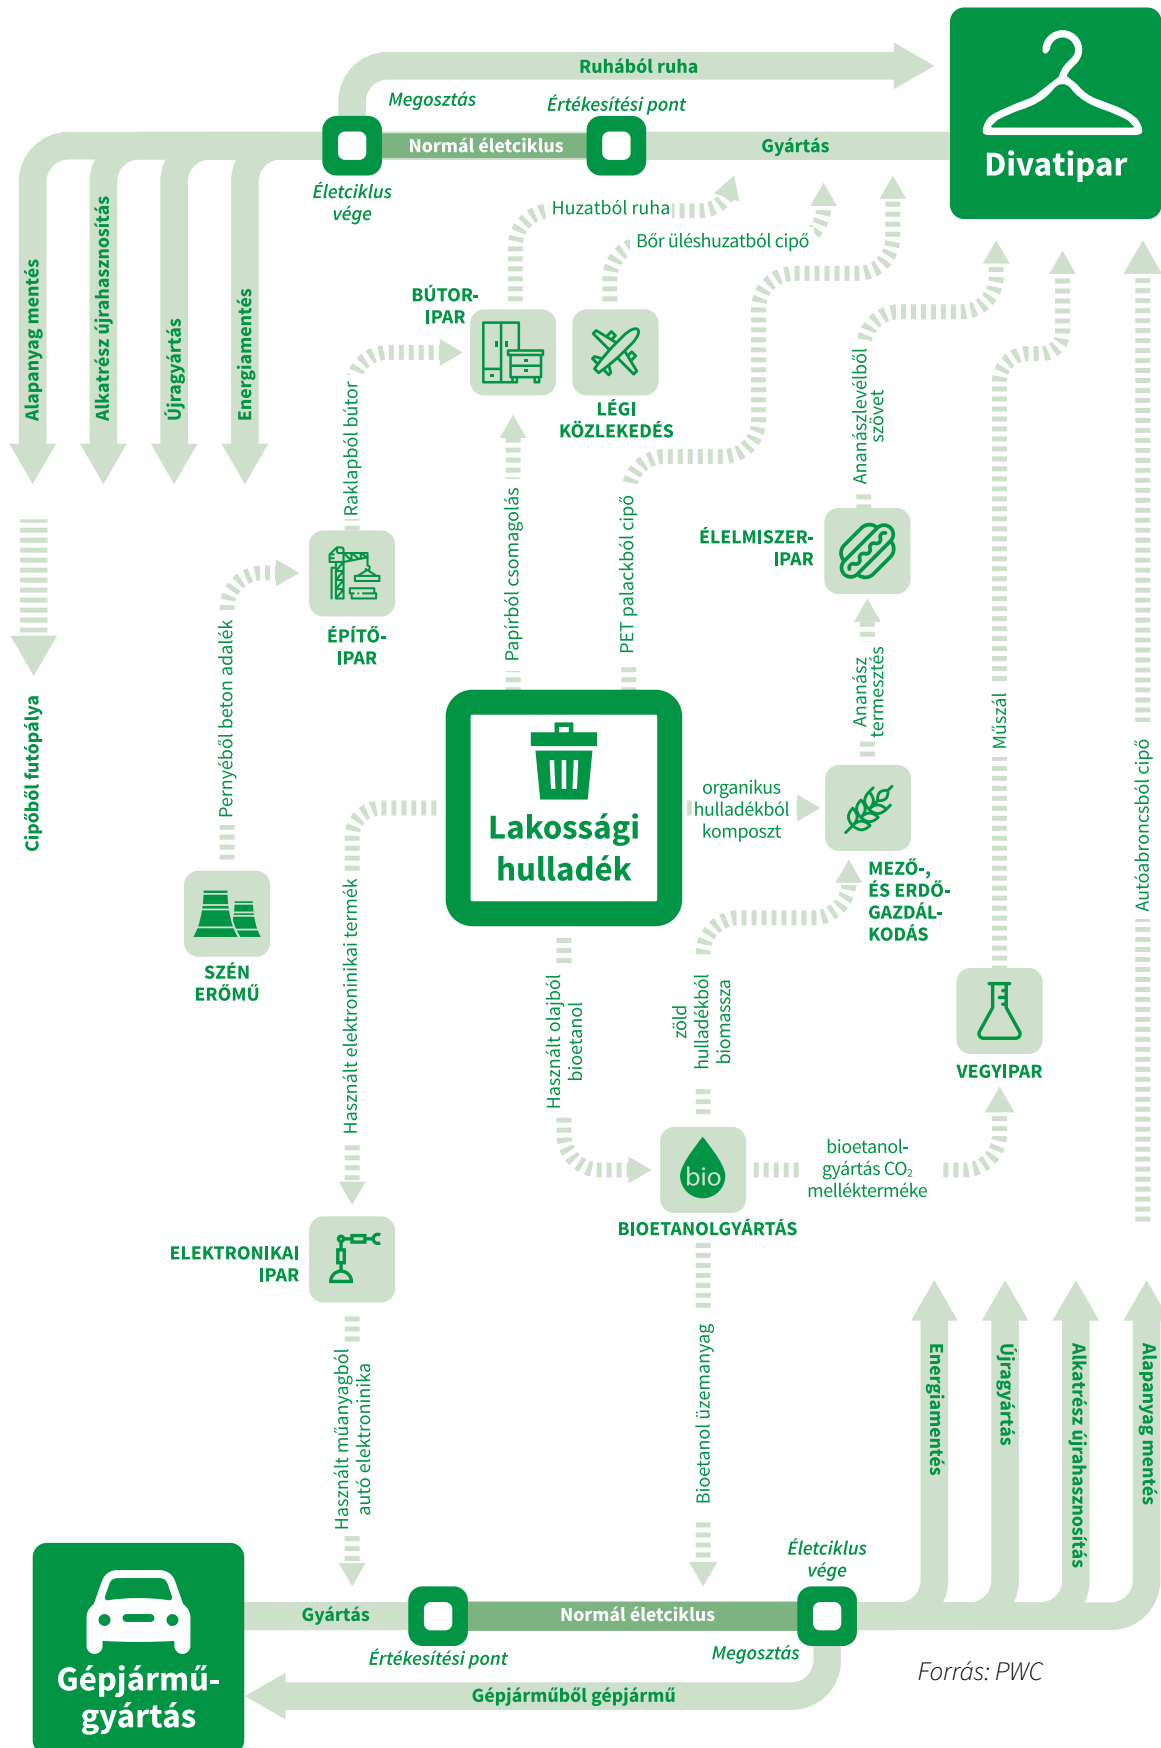 Ruhából ruha
Megosztás
Értékesítési pont
Normál életciklus
Gyártás
Divatipar
Életciklus
vége
Huzatból ruha
Bőr üléshuzatból cipő
Alapanyag mentés
Alkatrész újrahasznosítás
Újragyártás
Energiamentés
BÚTOR-
IPAR
LÉGI
KÖZLEKEDÉS
Raklapból bútor
Papírból csomagolás
PET palackból cipő
Ananászlevélből
szövet
ÉLELMISZER-
IPAR
ÉPÍTŐ-
IPAR
Pernyéből beton adalék
Cipőből futópálya
Ananász
termesztés
Műszál
Autóabroncsból cipő
Lakossági
hulladék
organikus
hulladékból
komposzt
MEZŐ-,
ÉS ERDŐ-
GAZDÁL-
KODÁS
SZÉN
ERŐMŰ
Használt elektroninikai termék
Használt olajból
bioetanol
zöld
hulladékból
biomassza
VEGYIPAR
bio
bioetanol-
gyártás CO₂
mellékterméke
BIOETANOLGYÁRTÁS
ELEKTRONIKAI
IPAR
Használt műanyagból
autó elektroninika
Bioetanol üzemanyag
Energiamentés
Újragyártás
Alkatrész újrahasznosítás
Alapanyag mentés
Életciklus
vége
Gyártás
Normál életciklus
Értékesítési pont
Megosztás
Gépjármű-
gyártás
Gépjárműből gépjármű
Forrás: PWC